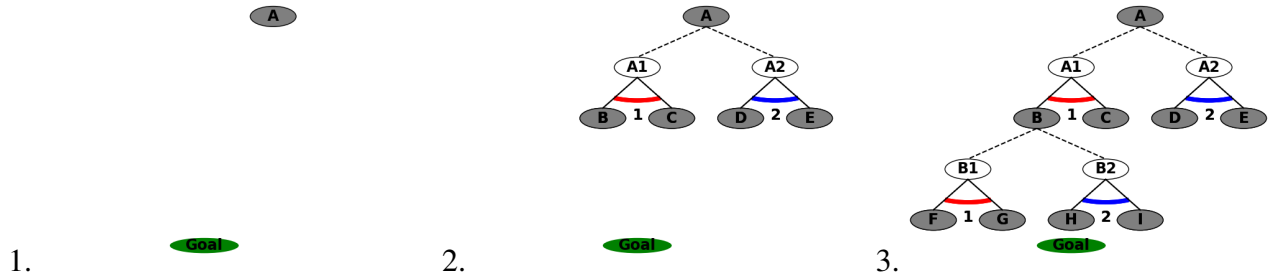 A
Goal
1.
A
A1 A2
B 1 C D 2 E
Goal
2.
A
A1 A2
B 1 C D 2 E
B1 B2
F 1 G H 2 I
Goal
3.